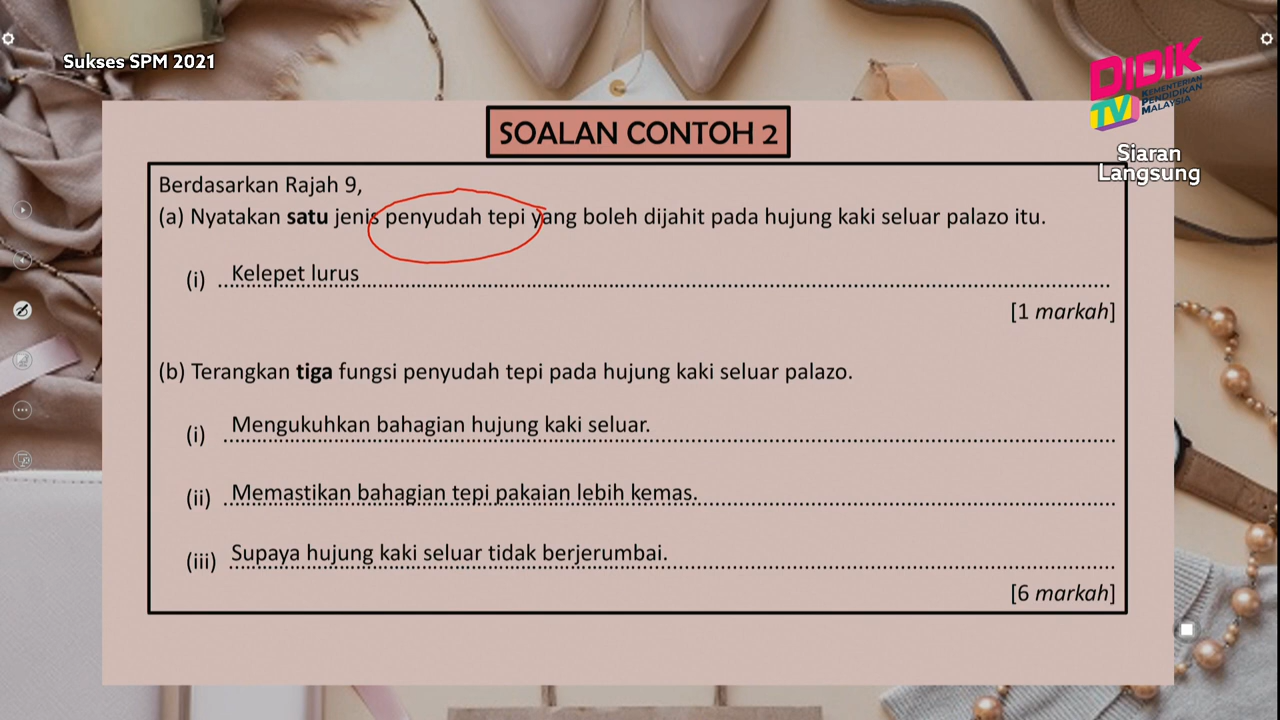 Sukses SPM 2021
DIDIK
TV
KEMENTERIAN
PENDIDIKAN
MALAYSIA
Siaran
Langsung
SOALAN CONTOH 2
Berdasarkan Rajah 9,
(a) Nyatakan satu jenis penyudah tepi yang boleh dijahit pada hujung kaki seluar palazo itu.
(i) Kelepet lurus
[1 markah]
(b) Terangkan tiga fungsi penyudah tepi pada hujung kaki seluar palazo.
(i) Mengukuhkan bahagian hujung kaki seluar.
(ii) Memastikan bahagian tepi pakaian lebih kemas.
(iii) Supaya hujung kaki seluar tidak berjerumbai.
[6 markah]